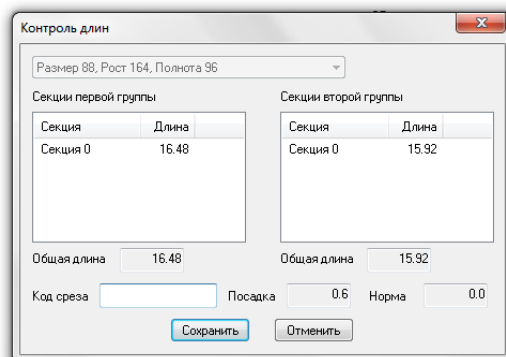 Контроль длин
Размер 88, Рост 164, Полнота 96
Секции первой группы
Секции второй группы
Секция Длина
Секция 0 16.48
Секция Длина
Секция 0 15.92
Общая длина 16.48
Общая длина 15.92
Код среза Посадка 0.6 Норма 0.0
Сохранить Отменить